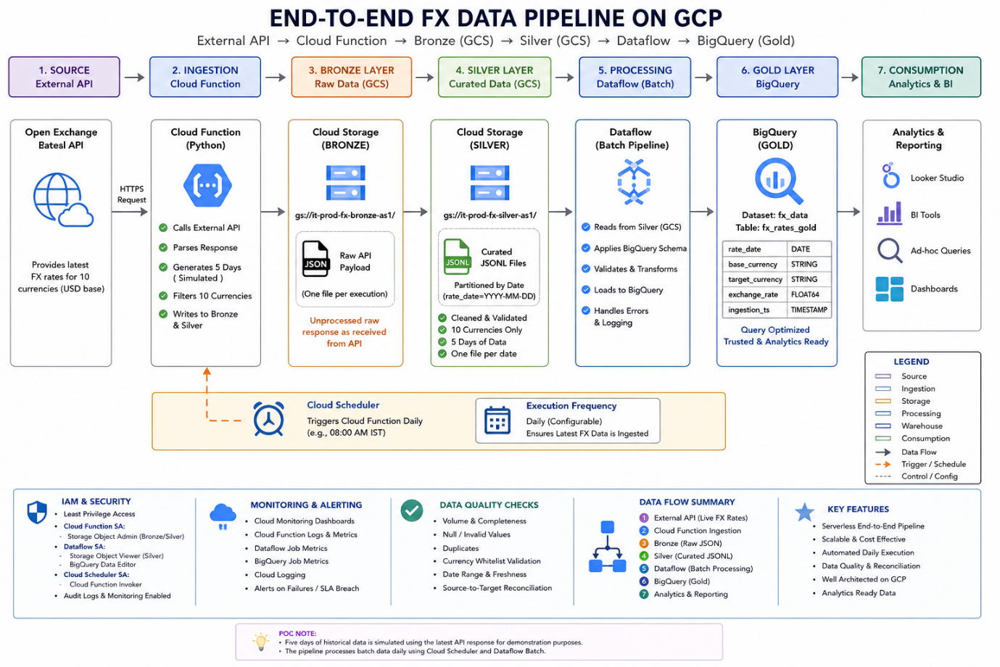 END-TO-END FX DATA PIPELINE ON GCP
External API → Cloud Function → Bronze (GCS) → Silver (GCS) → Dataflow → BigQuery (Gold)
1. SOURCE
External API
2. INGESTION
Cloud Function
3. BRONZE LAYER
Raw Data (GCS)
4. SILVER LAYER
Curated Data (GCS)
5. PROCESSING
Dataflow (Batch)
6. GOLD LAYER
BigQuery
7. CONSUMPTION
Analytics & BI
Open Exchange
Batesl API
Provides latest
FX rates for 10
currencies (USD base)
HTTPS
Request
Cloud Function
(Python)
Calls External API
Parses Response
Generates 5 Days
( Simulated )
Filters 10 Currencies
Writes to Bronze
& Silver
Cloud Storage
(BRONZE)
gs://it-prod-fx-bronze-as1/
JSON
Raw API
Payload
(One file per execution)
Unprocessed raw
response as received
from API
Cloud Storage
(SILVER)
gs://it-prod-fx-silver-as1/
JSONL
Curated
JSONL Files
Partitioned by Date
(rate_date=YYYY-MM-DD)
Cleaned & Validated
10 Currencies Only
5 Days of Data
One file per date
Dataflow
(Batch Pipeline)
Reads from Silver (GCS)
Applies BigQuery Schema
Validates & Transforms
Loads to BigQuery
Handles Errors
& Logging
BigQuery
(GOLD)
Dataset: fx_data
Table: fx_rates_gold
rate_date DATE
base_currency STRING
target_currency STRING
exchange_rate FLOAT64
ingestion_ts TIMESTAMP
Query Optimized
Trusted & Analytics Ready
Analytics &
Reporting
Looker Studio
BI Tools
Ad-hoc Queries
Dashboards
Cloud Scheduler
Triggers Cloud Function Daily
(e.g., 08:00 AM IST)
Execution Frequency
Daily (Configurable)
Ensures Latest FX Data is Ingested
LEGEND
Source
Ingestion
Storage
Processing
Warehouse
Consumption
Data Flow
Trigger / Schedule
Control / Config
IAM & SECURITY
• Least Privilege Access
• Cloud Function SA:
- Storage Object Admin (Bronze/Silver)
• Dataflow SA:
- Storage Object Viewer (Silver)
- BigQuery Data Editor
• Cloud Scheduler SA:
- Cloud Function Invoker
• Audit Logs & Monitoring Enabled
MONITORING & ALERTING
• Cloud Monitoring Dashboards
• Cloud Function Logs & Metrics
• Dataflow Job Metrics
• BigQuery Job Metrics
• Cloud Logging
• Alerts on Failures / SLA Breach
DATA QUALITY CHECKS
• Volume & Completeness
• Null / Invalid Values
• Duplicates
• Currency Whitelist Validation
• Date Range & Freshness
• Source-to-Target Reconciliation
DATA FLOW SUMMARY
1 External API (Live FX Rates)
2 Cloud Function Ingestion
3 Bronze (Raw JSON)
4 Silver (Curated JSONL)
5 Dataflow (Batch Processing)
6 BigQuery (Gold)
7 Analytics & Reporting
KEY FEATURES
• Serverless End-to-End Pipeline
• Scalable & Cost Effective
• Automated Daily Execution
• Data Quality & Reconciliation
• Well Architected on GCP
• Analytics Ready Data
POC NOTE:
• Five days of historical data is simulated using the latest API response for demonstration purposes.
• The pipeline processes batch data daily using Cloud Scheduler and Dataflow Batch.